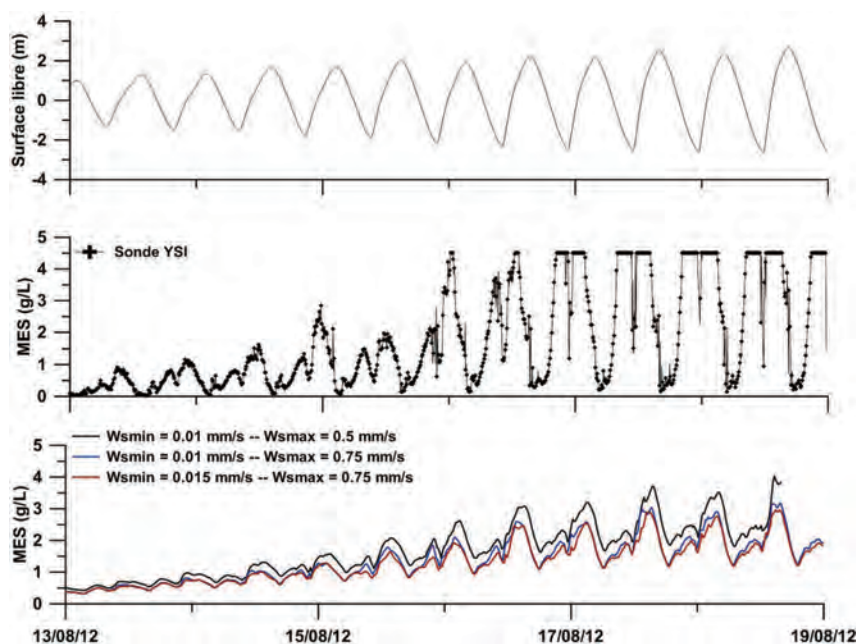 4
2
0
-2
-4
Surface libre (m)
5
4
3
2
1
0
MES (g/L)
Sonde YSI
5
4
3
2
1
0
MES (g/L)
Wsmin = 0.01 mm/s -- Wsmax = 0.5 mm/s
Wsmin = 0.01 mm/s -- Wsmax = 0.75 mm/s
Wsmin = 0.015 mm/s -- Wsmax = 0.75 mm/s
13/08/12 15/08/12 17/08/12 19/08/12